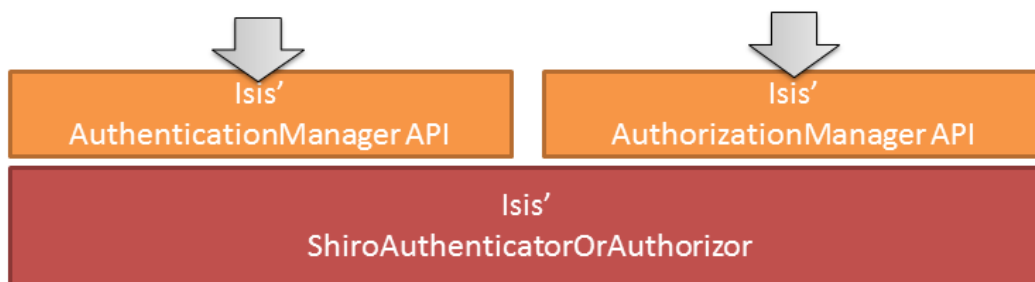 Isis’
AuthenticationManager API
Isis’
AuthorizationManager API
Isis’
ShiroAuthenticatorOrAuthorizor